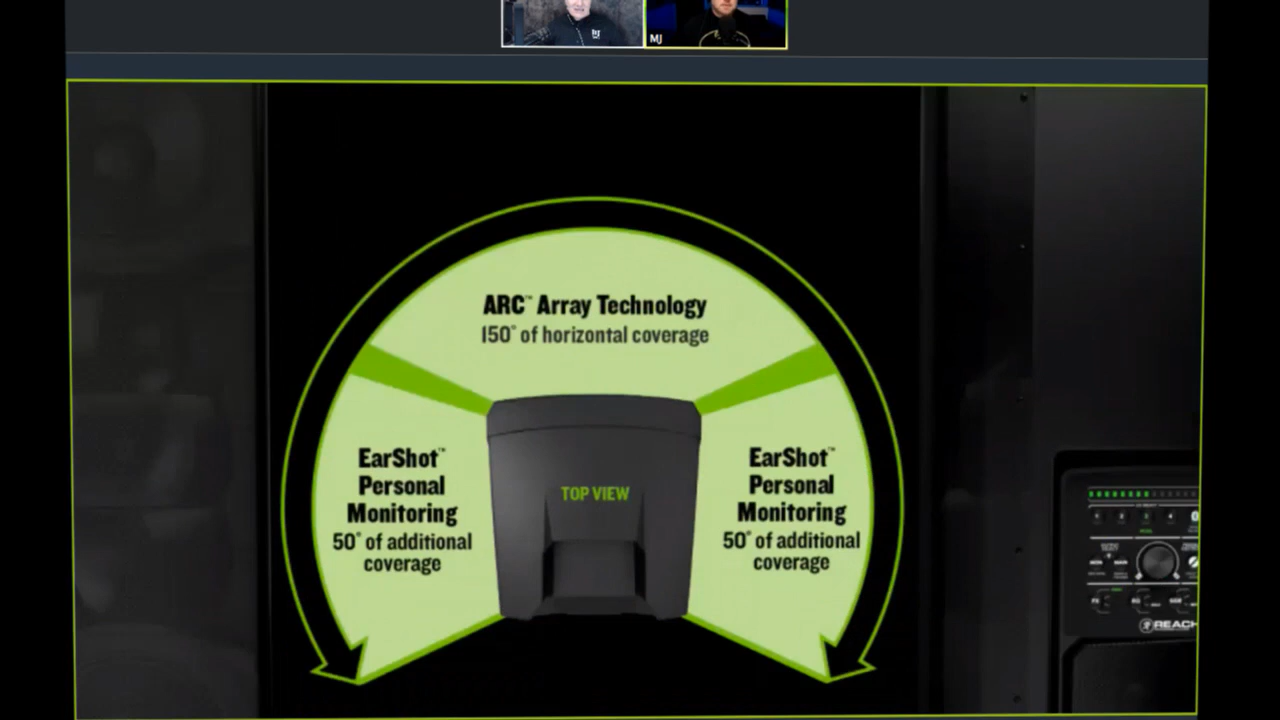 MJ
ARC™ Array Technology
150° of horizontal coverage
EarShot™
Personal
Monitoring
50° of additional
coverage
TOP VIEW
EarShot™
Personal
Monitoring
50° of additional
coverage
REACH